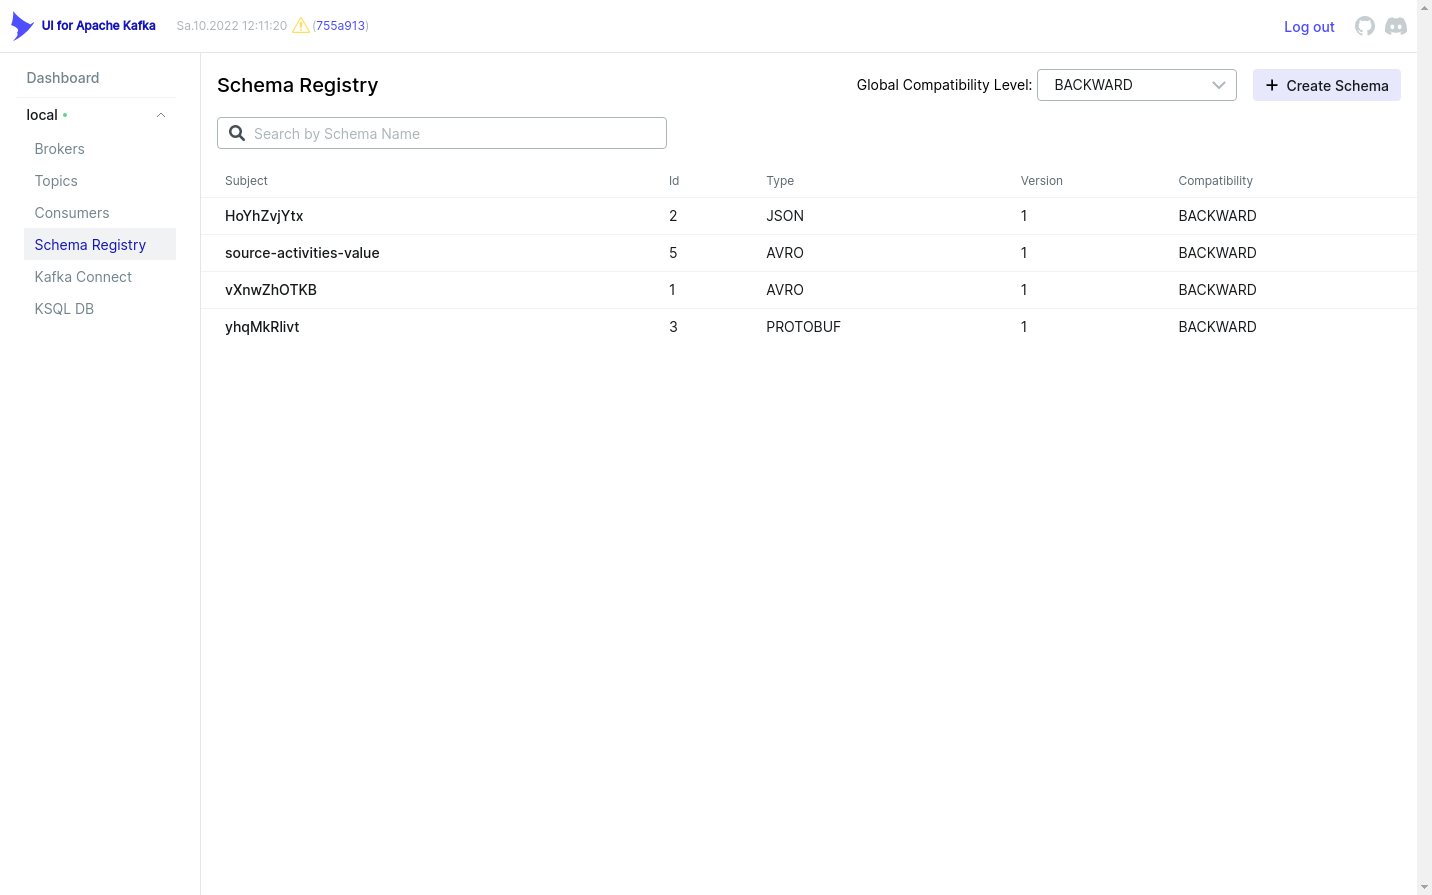 UI for Apache Kafka Sa.10.2022 12:11:20 (755a913) Log out
Dashboard
local
Brokers
Topics
Consumers
Schema Registry
Kafka Connect
KSQL DB
Schema Registry Global Compatibility Level: BACKWARD Create Schema
Search by Schema Name
Subject Id Type Version Compatibility
HoYhZvjYtx 2 JSON 1 BACKWARD
source-activities-value 5 AVRO 1 BACKWARD
vXnwZhOTKB 1 AVRO 1 BACKWARD
yhqMkRlivt 3 PROTOBUF 1 BACKWARD